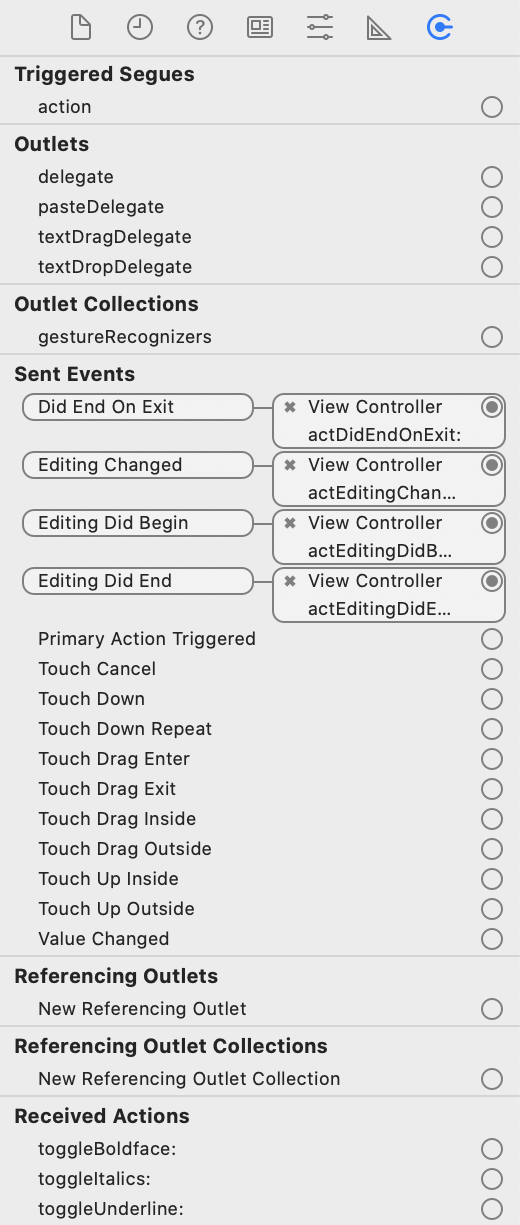 Triggered Segues
action
Outlets
delegate
pasteDelegate
textDragDelegate
textDropDelegate
Outlet Collections
gestureRecognizers
Sent Events
Did End On Exit
View Controller
actDidEndOnExit:
Editing Changed
View Controller
actEditingChan...
Editing Did Begin
View Controller
actEditingDidB...
Editing Did End
View Controller
actEditingDidE...
Primary Action Triggered
Touch Cancel
Touch Down
Touch Down Repeat
Touch Drag Enter
Touch Drag Exit
Touch Drag Inside
Touch Drag Outside
Touch Up Inside
Touch Up Outside
Value Changed
Referencing Outlets
New Referencing Outlet
Referencing Outlet Collections
New Referencing Outlet Collection
Received Actions
toggleBoldface:
toggleItalics:
toggleUnderline: